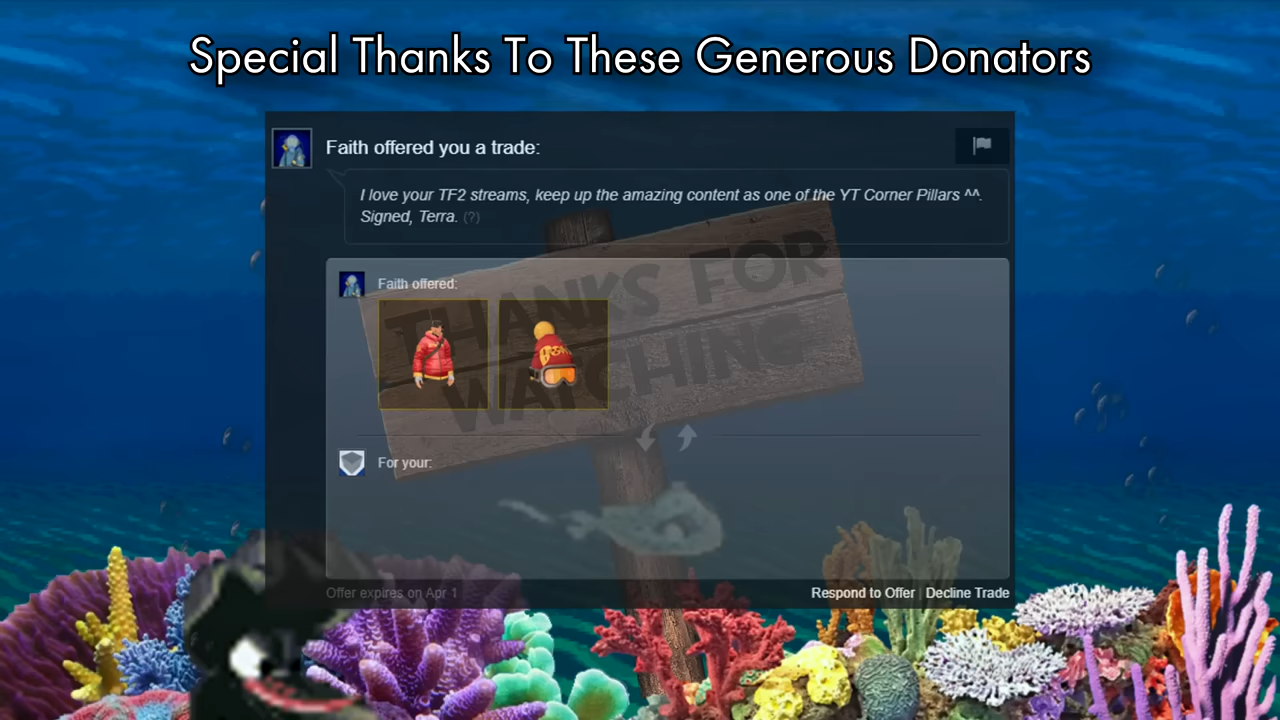 Special Thanks To These Generous Donators
Faith offered you a trade:
I love your TF2 streams, keep up the amazing content as one of the YT Corner Pillars ^^.
Signed, Terra. (?)
THANKS FOR
WATCHING
Faith offered:
For your:
Offer expires on Apr 1
Respond to Offer | Decline Trade